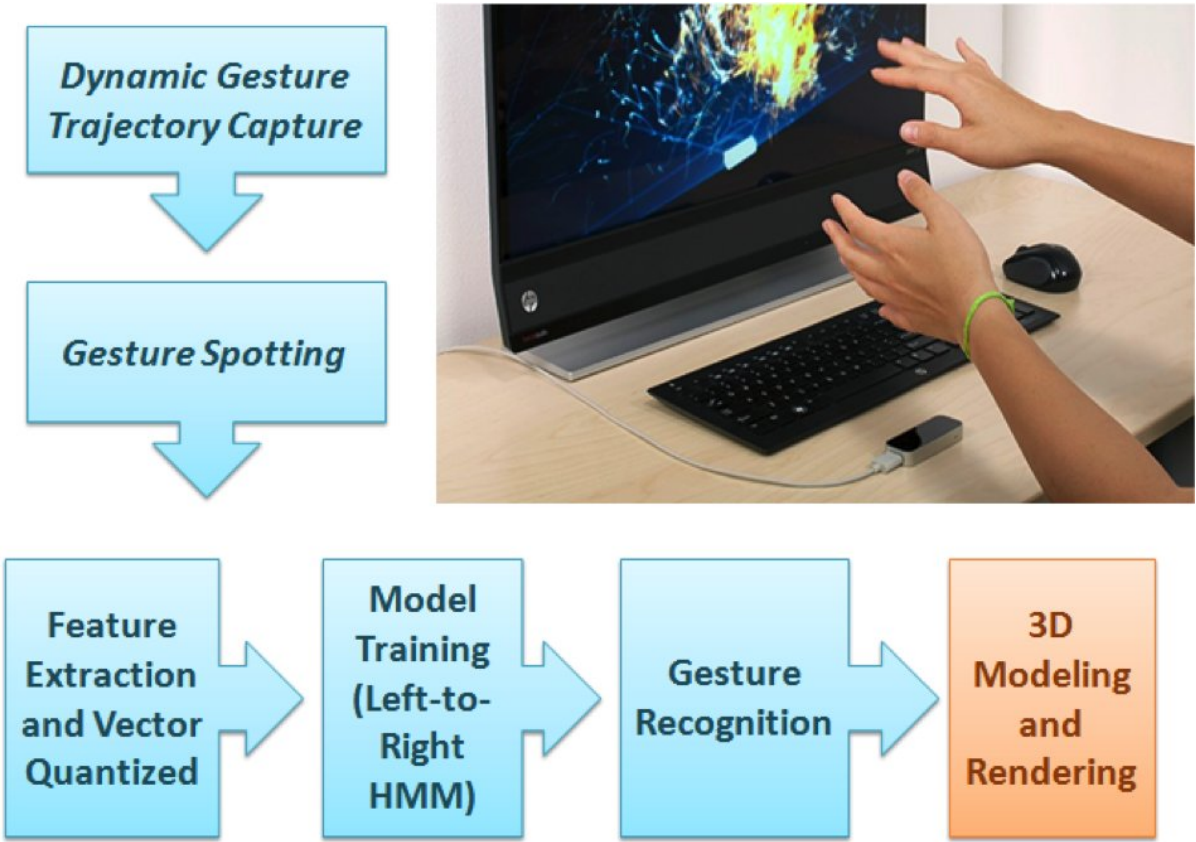 Dynamic Gesture
Trajectory Capture
Gesture Spotting
Feature
Extraction
and Vector
Quantized
Model
Training
(Left-to-
Right
HMM)
Gesture
Recognition
3D
Modeling
and
Rendering
hp